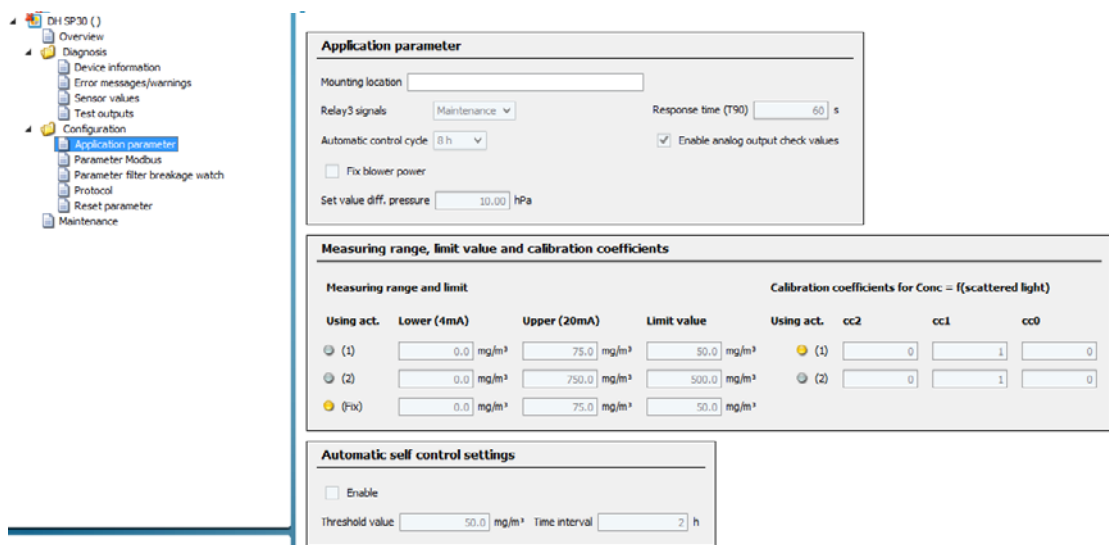 DH SP30 ( )
Overview
Diagnosis
Device information
Error messages/warnings
Sensor values
Test outputs
Configuration
Application parameter
Parameter Modbus
Parameter filter breakage watch
Protocol
Reset parameter
Maintenance
Application parameter
Mounting location
Relay3 signals Maintenance Response time (T90) 60 s
Automatic control cycle 8 h Enable analog output check values
Fix blower power
Set value diff. pressure 10.00 hPa
Measuring range, limit value and calibration coefficients
Measuring range and limit Calibration coefficients for Conc = f(scattered light)
Using act. Lower (4mA) Upper (20mA) Limit value Using act. cc2 cc1 cc0
(1) 0.0 mg/m³ 75.0 mg/m³ 50.0 mg/m³ (1) 0 1 0
(2) 0.0 mg/m³ 750.0 mg/m³ 500.0 mg/m³ (2) 0 1 0
(Fix) 0.0 mg/m³ 75.0 mg/m³ 50.0 mg/m³
Automatic self control settings
Enable
Threshold value 50.0 mg/m³ Time interval 2 h